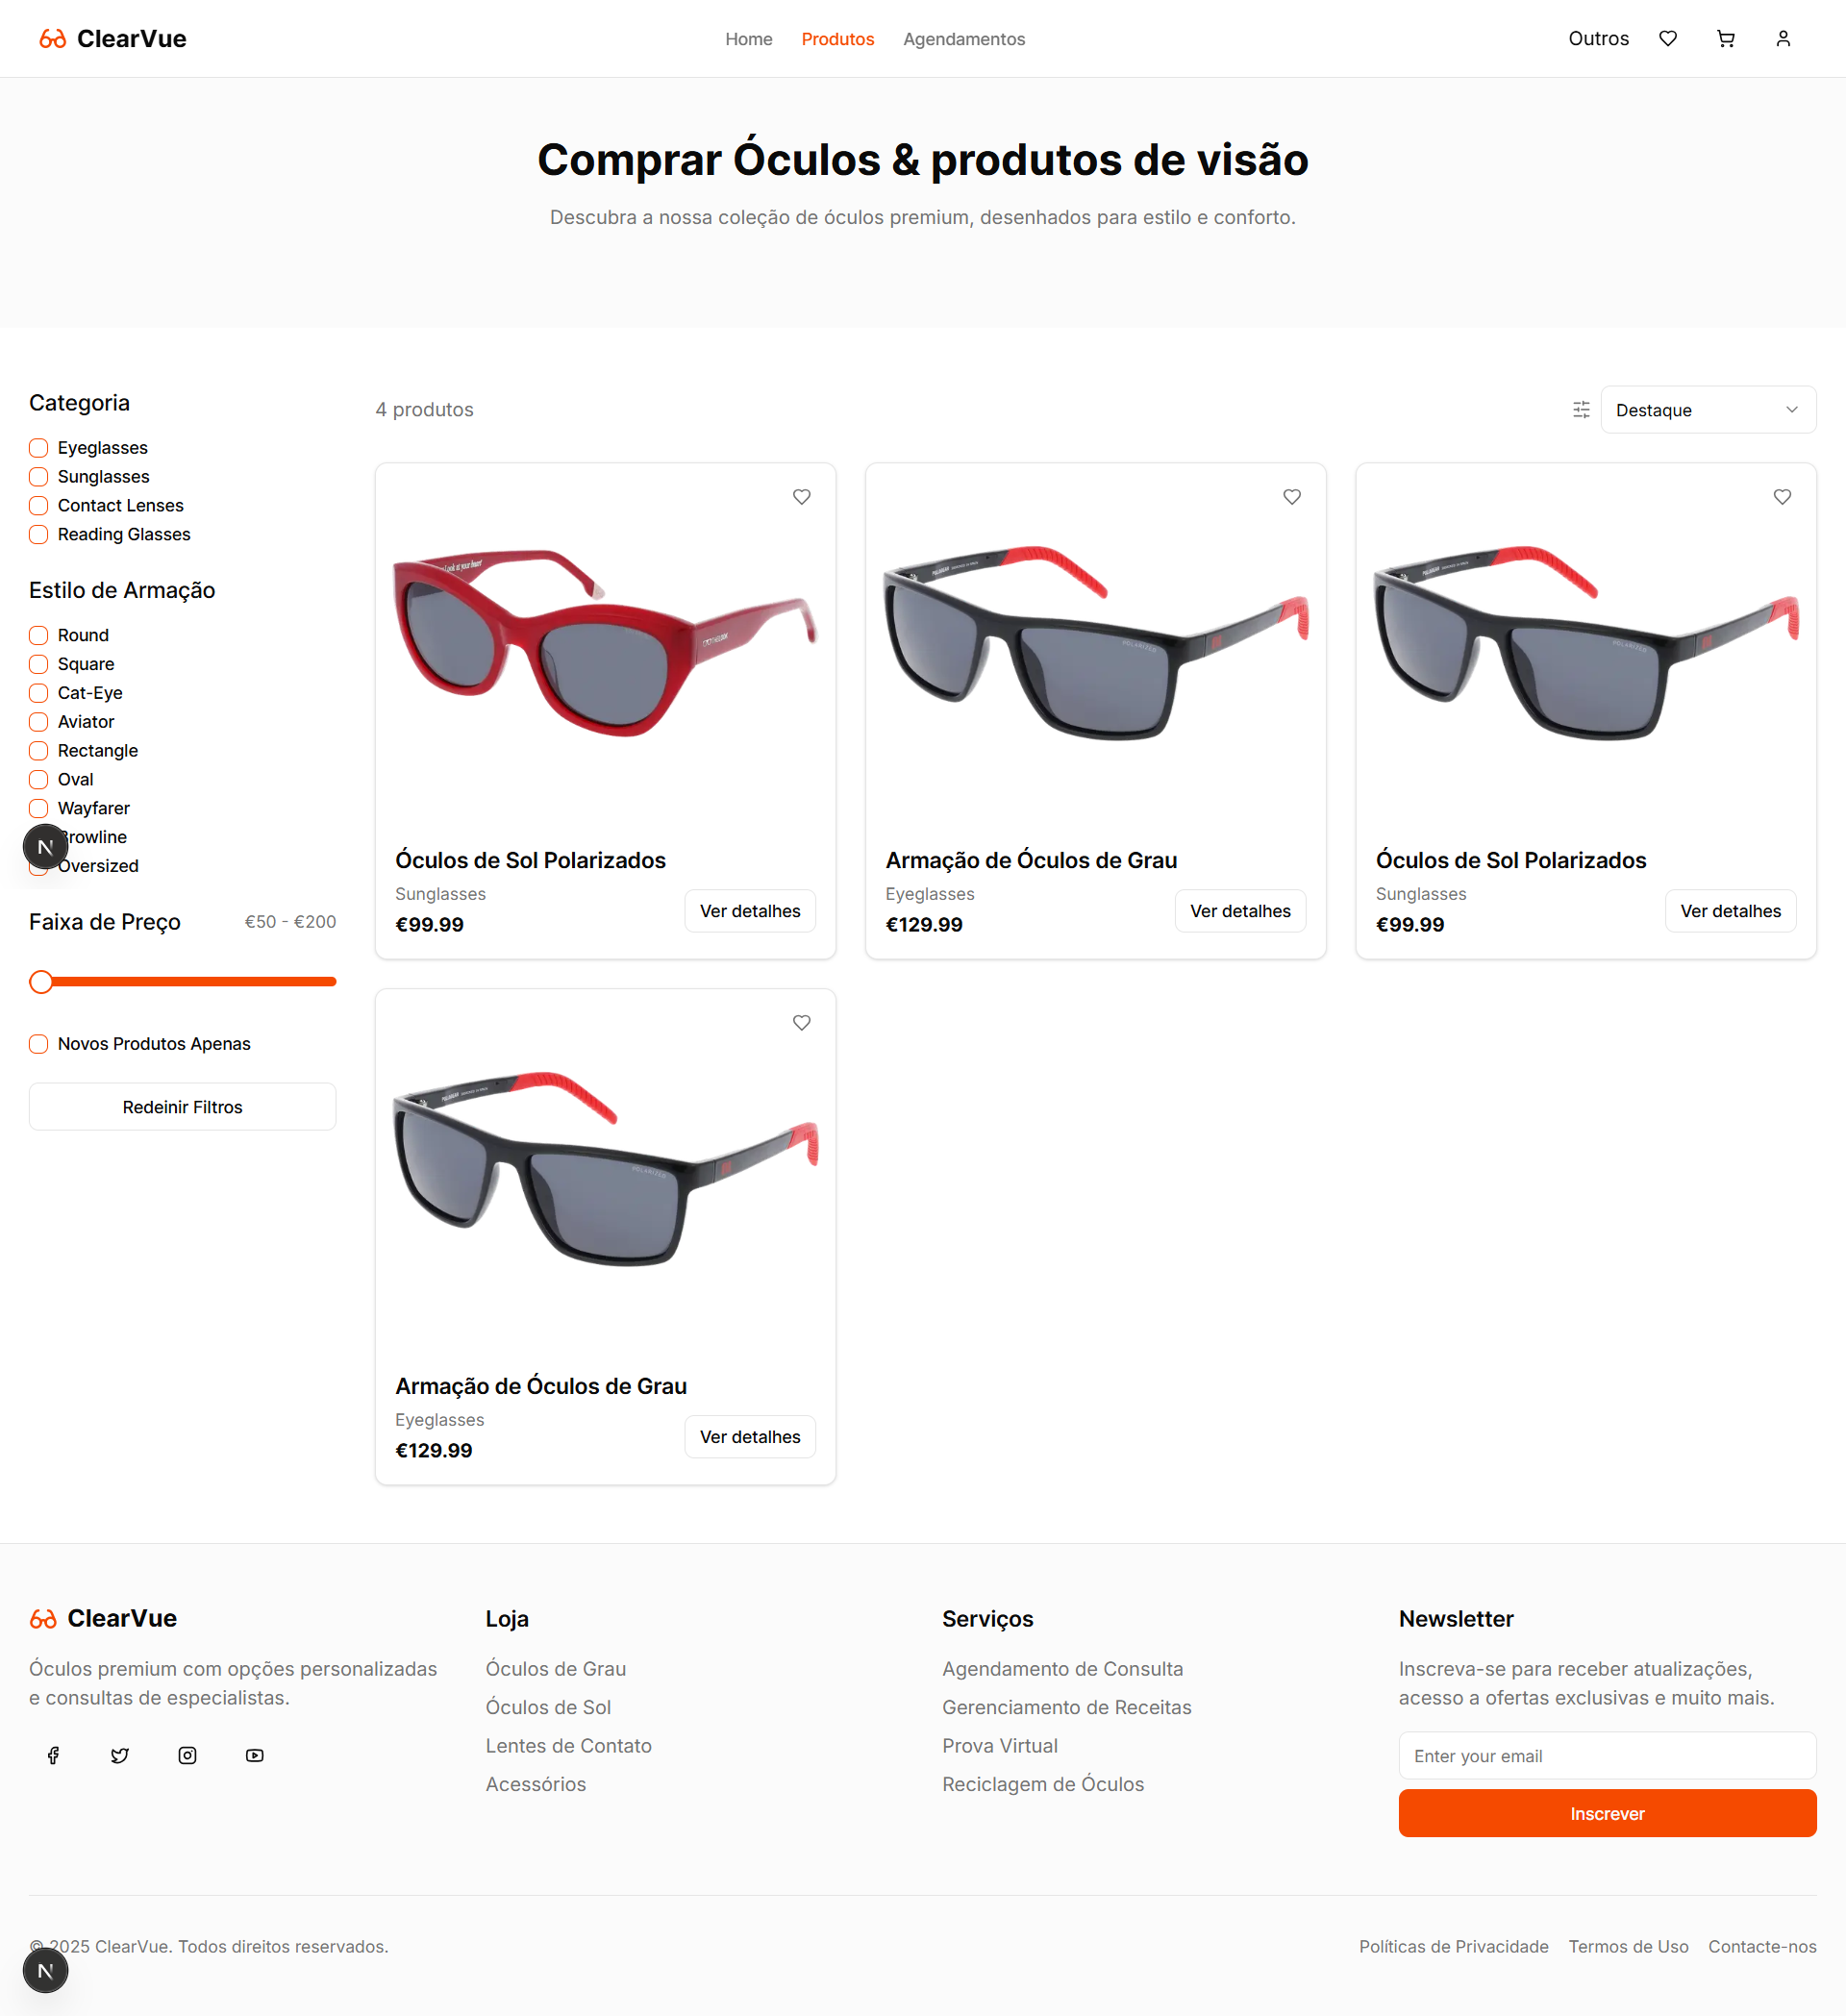 ClearVue
Home Produtos Agendamentos
Outros
Comprar Óculos & produtos de visão
Descubra a nossa coleção de óculos premium, desenhados para estilo e conforto.
Categoria
Eyeglasses
Sunglasses
Contact Lenses
Reading Glasses
Estilo de Armação
Round
Square
Cat-Eye
Aviator
Rectangle
Oval
Wayfarer
Browline
Oversized
N
Faixa de Preço €50 - €200
Novos Produtos Apenas
Redeinir Filtros
4 produtos
Destaque
Óculos de Sol Polarizados
Sunglasses
€99.99
Ver detalhes
POLARIZED
Armação de Óculos de Grau
Eyeglasses
€129.99
Ver detalhes
POLARIZED
Óculos de Sol Polarizados
Sunglasses
€99.99
Ver detalhes
POLARIZED
Armação de Óculos de Grau
Eyeglasses
€129.99
Ver detalhes
ClearVue
Óculos premium com opções personalizadas
e consultas de especialistas.
Loja
Óculos de Grau
Óculos de Sol
Lentes de Contato
Acessórios
Serviços
Agendamento de Consulta
Gerenciamento de Receitas
Prova Virtual
Reciclagem de Óculos
Newsletter
Inscreva-se para receber atualizações,
acesso a ofertas exclusivas e muito mais.
Enter your email
Inscrever
© 2025 ClearVue. Todos direitos reservados.
Políticas de Privacidade Termos de Uso Contacte-nos
N